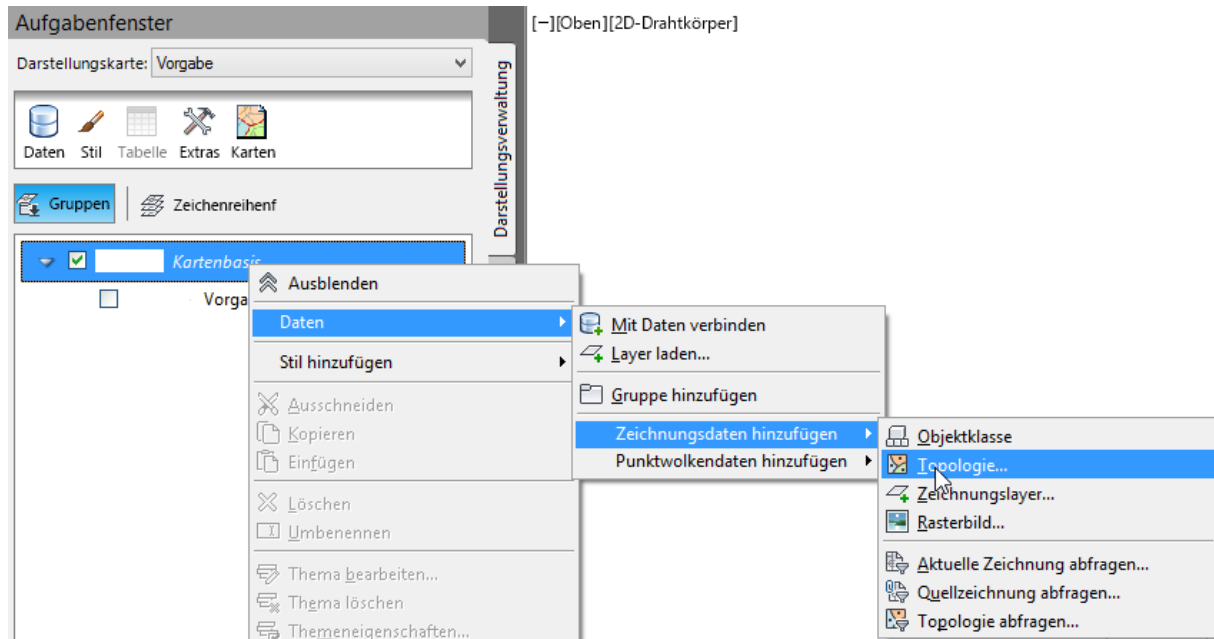 Aufgabenfenster
[−][Oben][2D-Drahtkörper]
Darstellungskarte: Vorgabe
Darstellungsverwaltung
Daten Stil Tabelle Extras Karten
Gruppen Zeichenreihenf
Kartenbasis
Vorga
Ausblenden
Daten
Stil hinzufügen
Ausschneiden
Kopieren
Einfügen
Löschen
Umbenennen
Thema bearbeiten...
Thema löschen
Themeneigenschaften...
Mit Daten verbinden
Layer laden...
Gruppe hinzufügen
Zeichnungsdaten hinzufügen
Punktwolkendaten hinzufügen
Objektklasse
Topologie...
Zeichnungslayer...
Rasterbild...
Aktuelle Zeichnung abfragen...
Quellzeichnung abfragen...
Topologie abfragen...